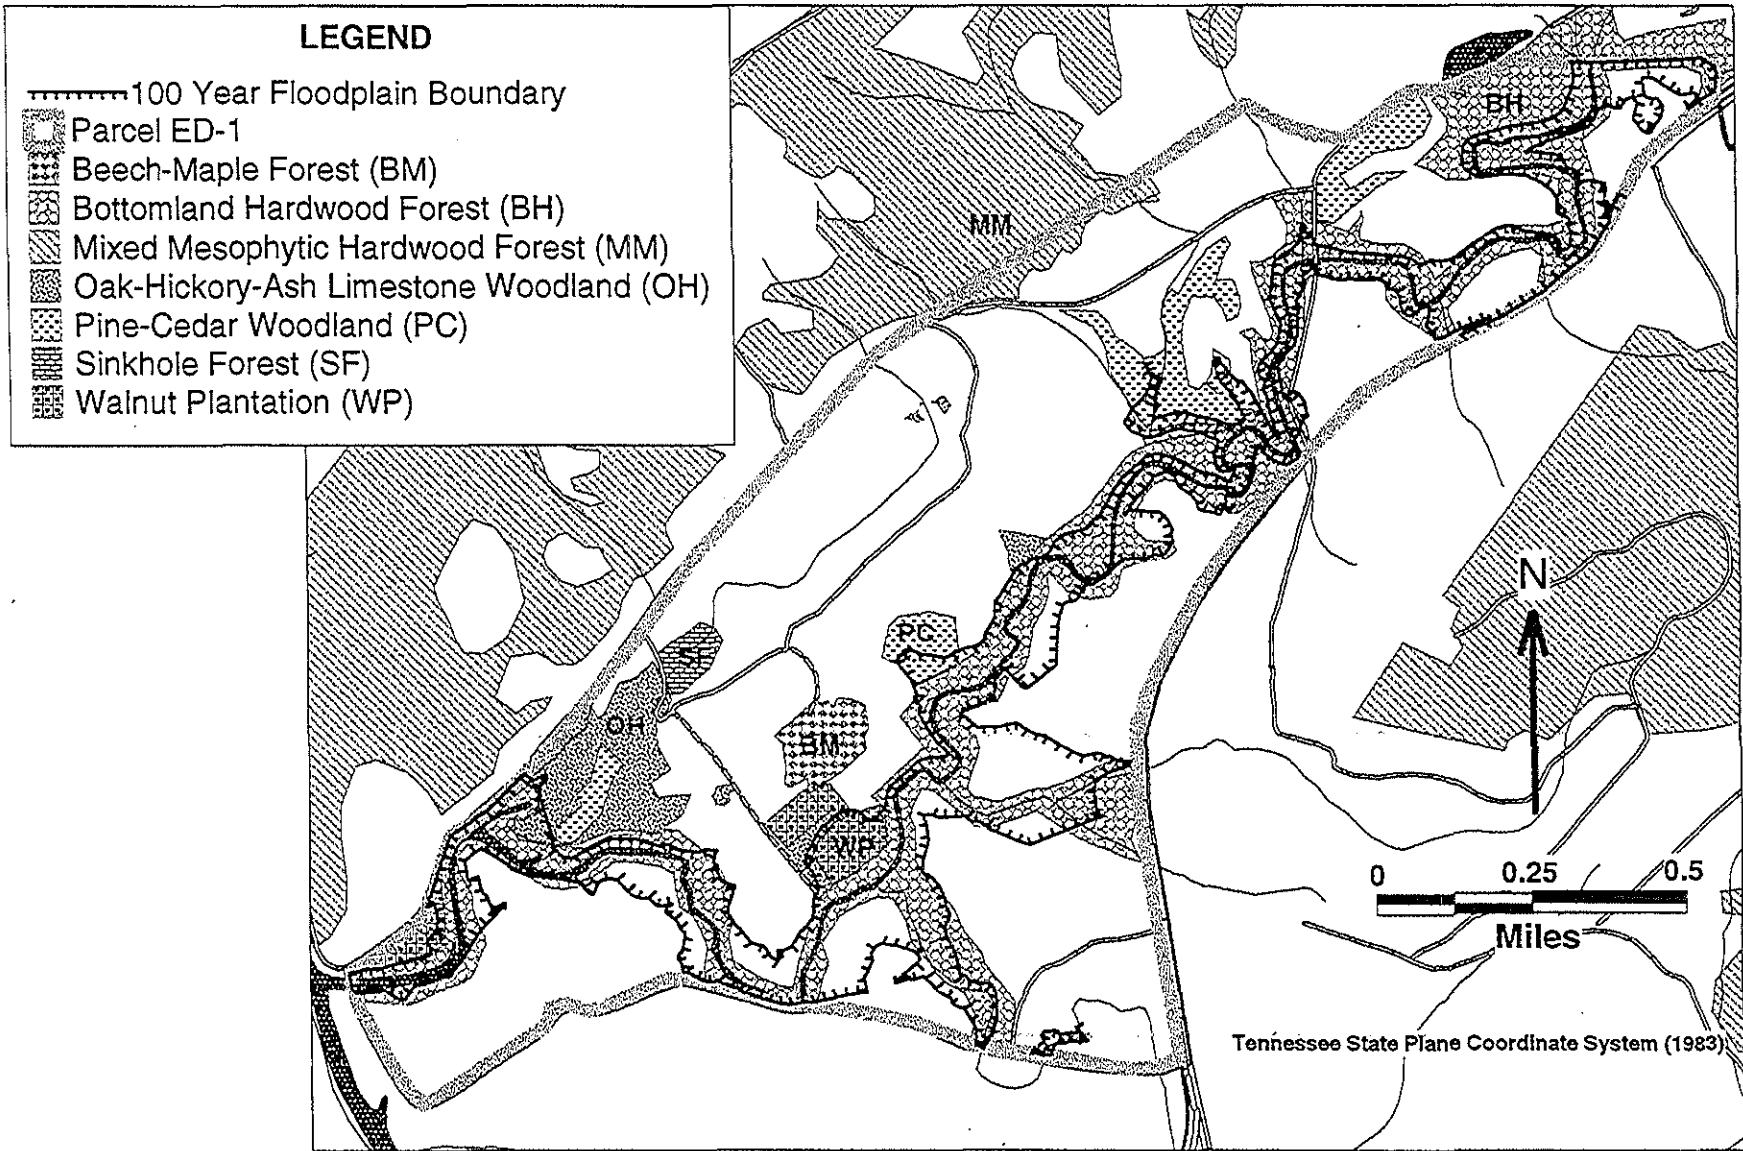 LEGEND
100 Year Floodplain Boundary
Parcel ED-1
Beech-Maple Forest (BM)
Bottomland Hardwood Forest (BH)
Mixed Mesophytic Hardwood Forest (MM)
Oak-Hickory-Ash Limestone Woodland (OH)
Pine-Cedar Woodland (PC)
Sinkhole Forest (SF)
Walnut Plantation (WP)
BH
MM
N
PC
SF
OH
BM
WP
0 0.25 0.5
Miles
Tennessee State Plane Coordinate System (1983)